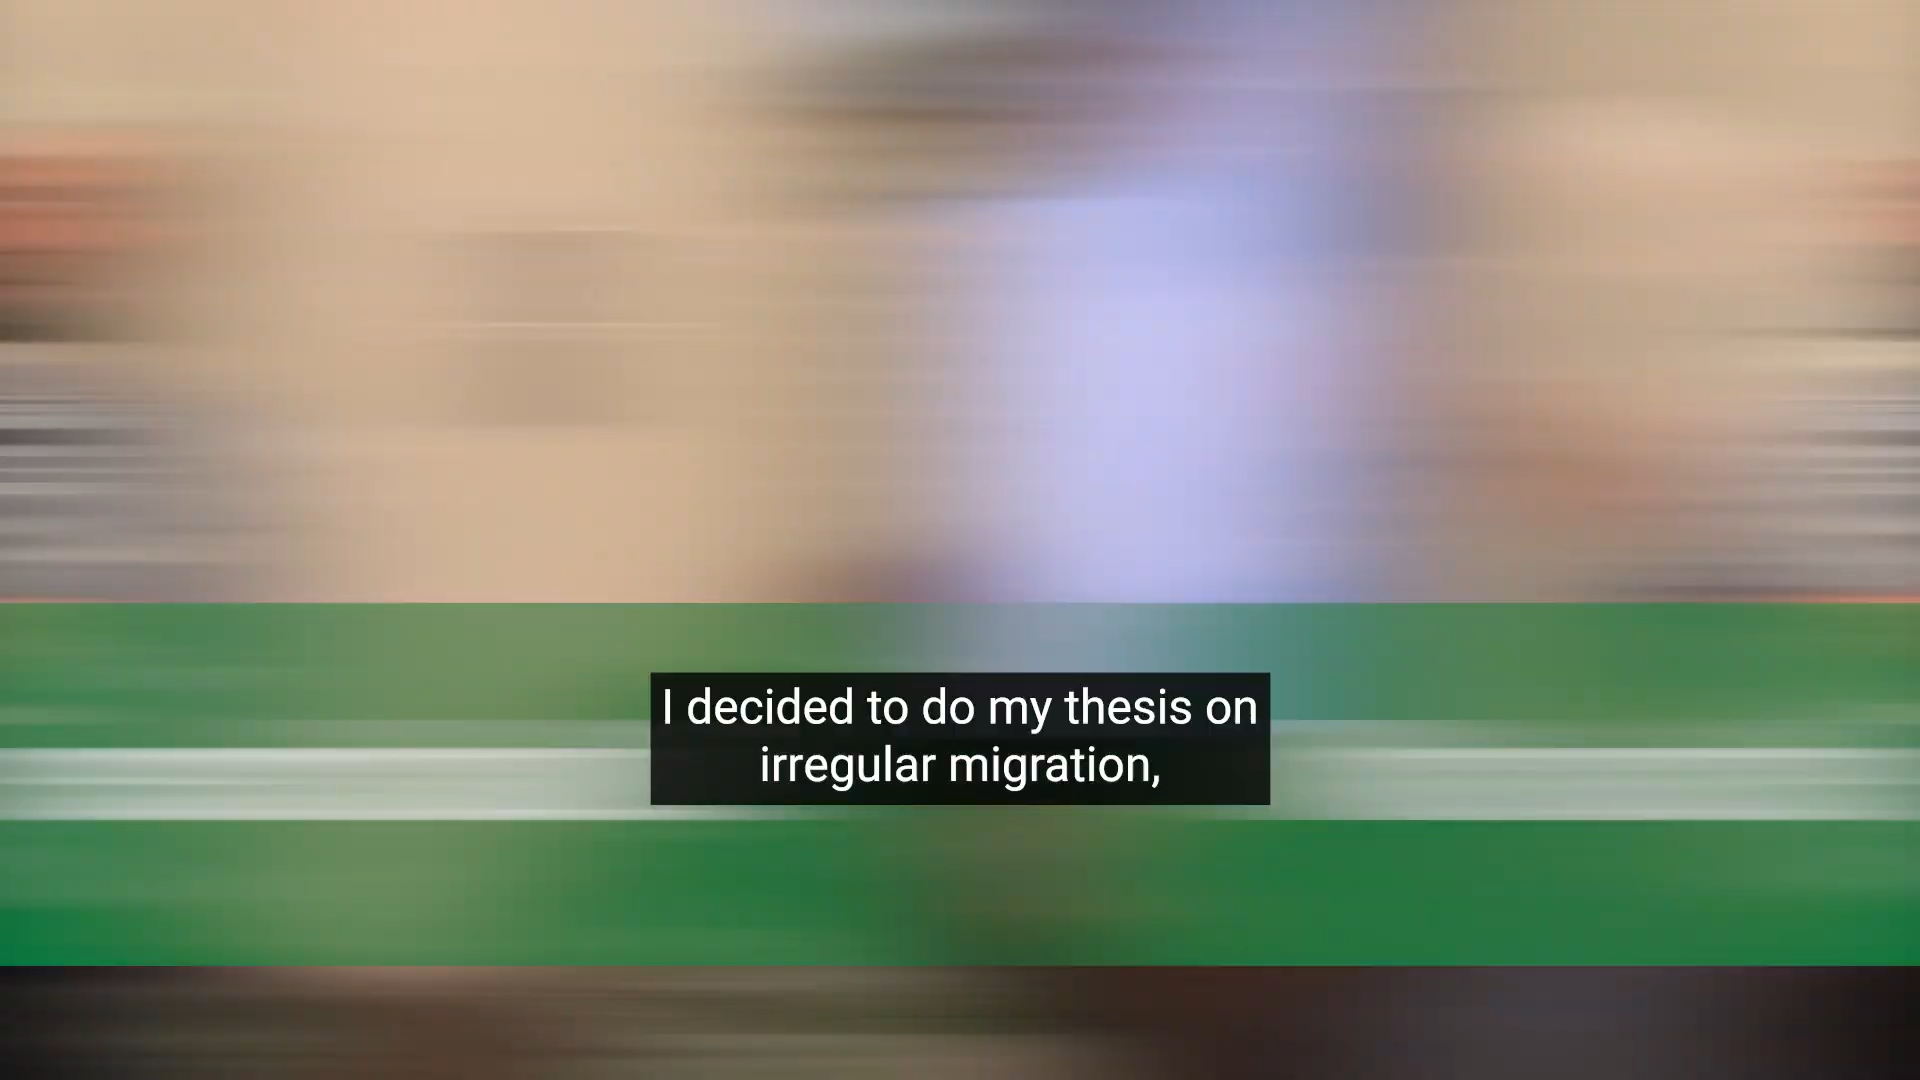 I decided to do my thesis on
irregular migration,